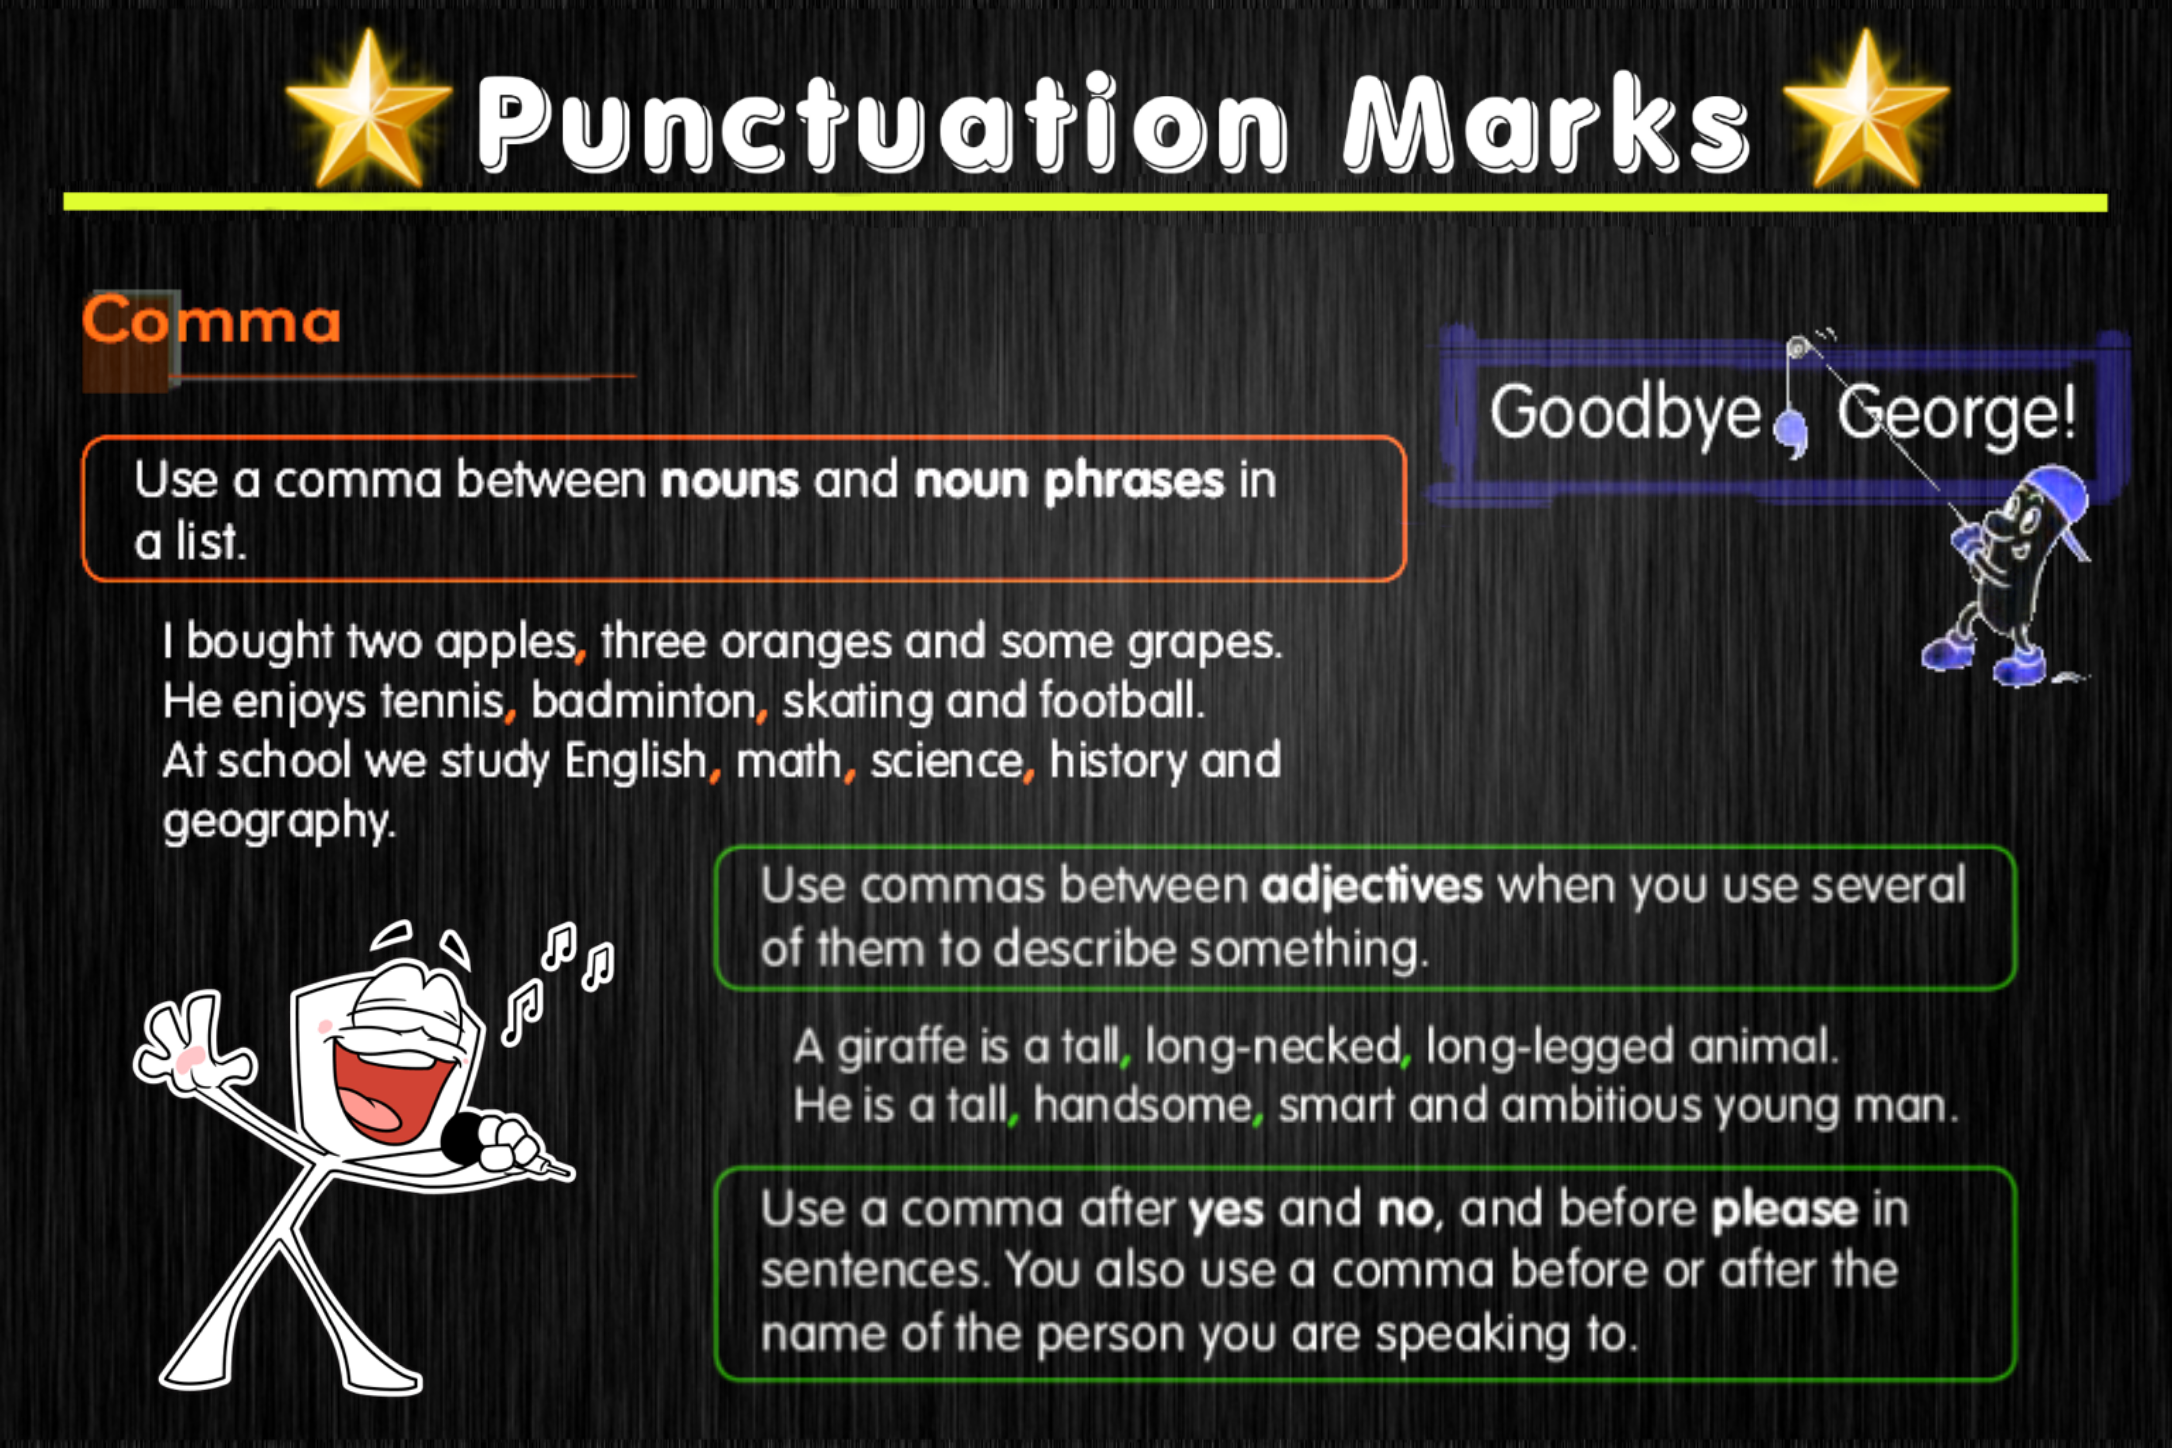 Punctuation Marks
Comma
Goodbye, George!
Use a comma between nouns and noun phrases in
a list.
I bought two apples, three oranges and some grapes.
He enjoys tennis, badminton, skating and football.
At school we study English, math, science, history and
geography.
Use commas between adjectives when you use several
of them to describe something.
A giraffe is a tall, long-necked, long-legged animal.
He is a tall, handsome, smart and ambitious young man.
Use a comma after yes and no, and before please in
sentences. You also use a comma before or after the
name of the person you are speaking to.